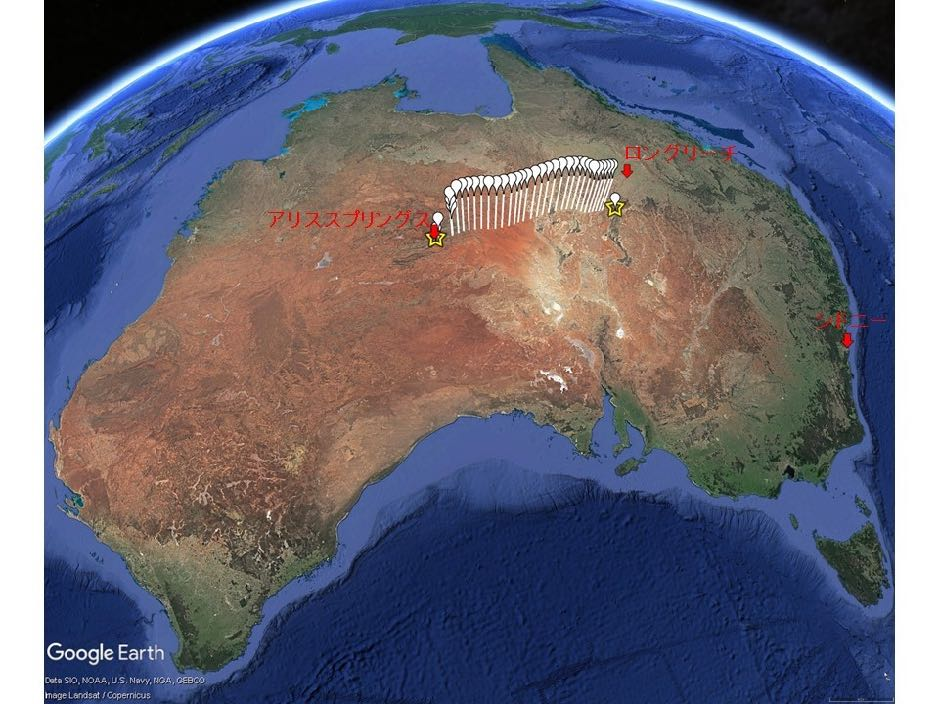 ロングリーチ
アリススプリングス
シドニー
Google Earth
Data SIO, NOAA, U.S. Navy, NGA, GEBCO
Image Landsat / Copernicus